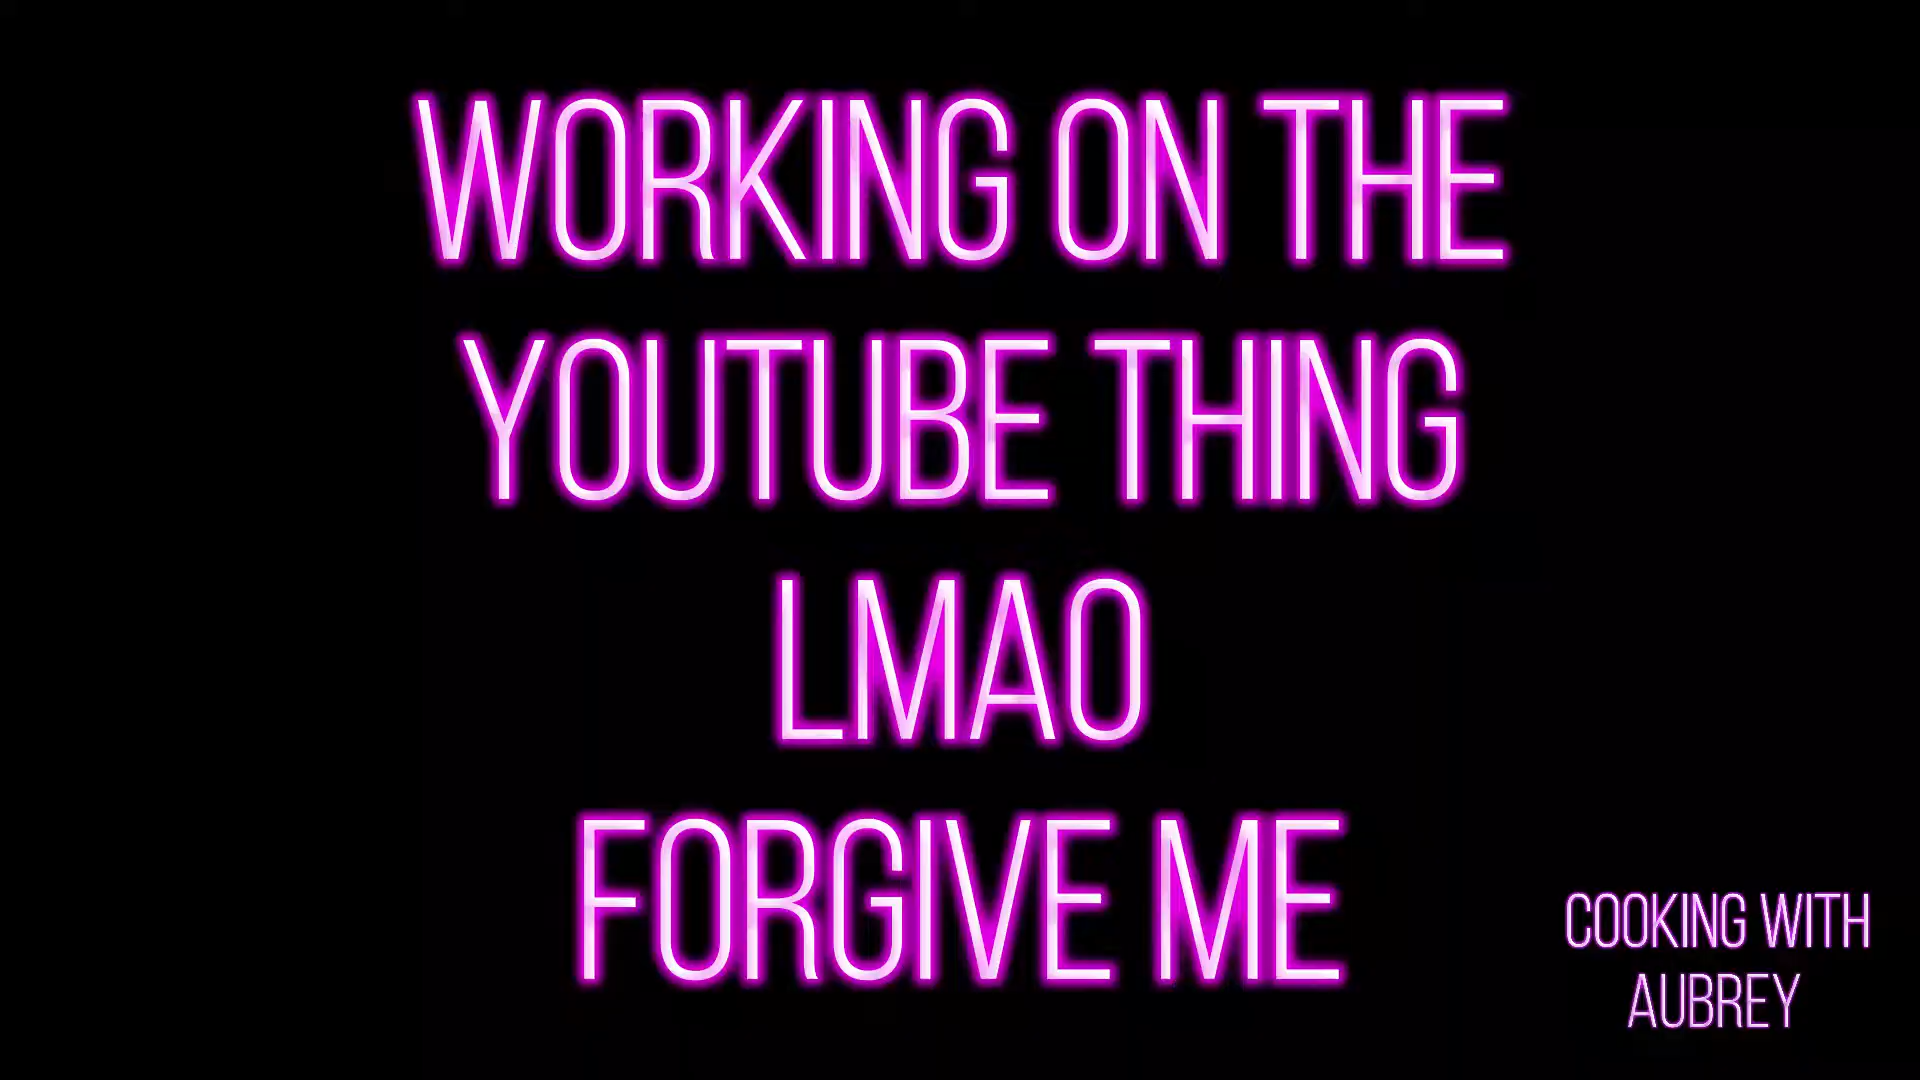 WORKING ON THE
YOUTUBE THING
LMAO
FORGIVE ME
COOKING WITH
AUBREY